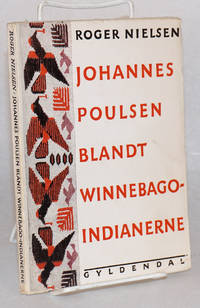 ROGER NIELSEN
JOHANNES
POULSEN
BLANDT
WINNEBAGO-
INDIANERNE
GYLDENDAL
ROGER NIELSEN · JOHANNES POULSEN BLANDT WINNEBAGO-INDIANERNE